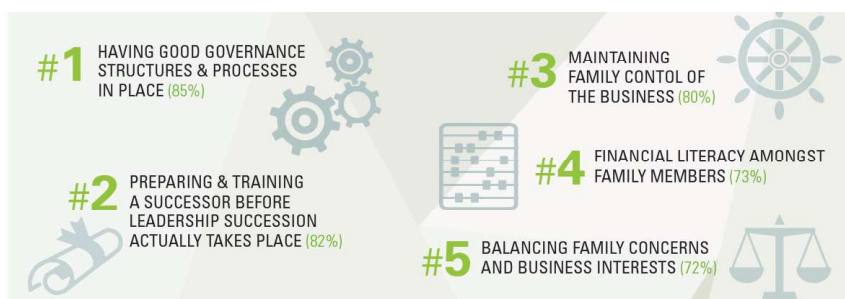 #1 HAVING GOOD GOVERNANCE
STRUCTURES & PROCESSES
IN PLACE (85%)
#2 PREPARING & TRAINING
A SUCCESSOR BEFORE
LEADERSHIP SUCCESSION
ACTUALLY TAKES PLACE (82%)
#3 MAINTAINING
FAMILY CONTOL OF
THE BUSINESS (80%)
#4 FINANCIAL LITERACY AMONGST
FAMILY MEMBERS (73%)
#5 BALANCING FAMILY CONCERNS
AND BUSINESS INTERESTS (72%)